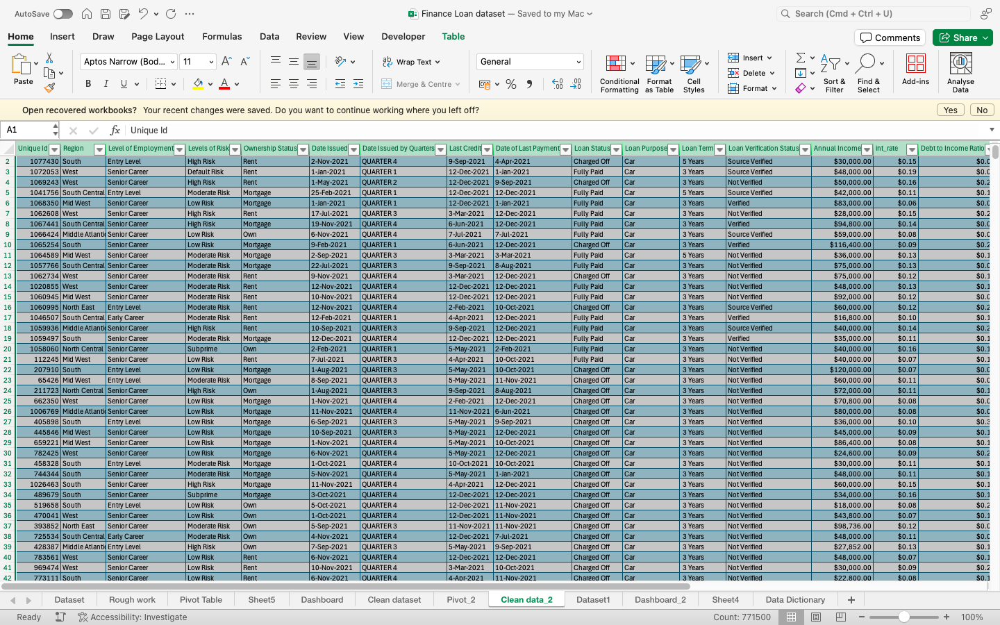 AutoSave
Finance Loan dataset — Saved to my Mac
Search (Cmd + Ctrl + U)
Home Insert Draw Page Layout Formulas Data Review View Developer Table
Comments Share
Paste
Aptos Narrow (Bod... 11
B I U
Wrap Text
Merge & Centre
General
Conditional Formatting
Format as Table
Cell Styles
Insert
Delete
Format
Sort & Filter
Find & Select
Add-ins
Analyse Data
Open recovered workbooks? Your recent changes were saved. Do you want to continue working where you left off? Yes No
A1 fx Unique Id
Unique Id Region Level of Employment Levels of Risk Ownership Status Date Issued Date Issued by Quarters Last Credit Date of Last Payment Loan Status Loan Purpose Loan Term Loan Verification Status Annual Income int_rate Debt to Income Ratio
2 1077430 South Entry Level High Risk Rent 2-Nov-2021 QUARTER 4 9-Sep-2021 4-Apr-2021 Charged Off Car 5 Years Source Verified $30,000.00 $0.15 $0.0
3 1072053 West Senior Career Default Risk Rent 1-Jan-2021 QUARTER 1 12-Dec-2021 1-Jan-2021 Fully Paid Car 3 Years Source Verified $48,000.00 $0.19 $0.0
4 1069243 West Senior Career High Risk Rent 1-May-2021 QUARTER 2 12-Dec-2021 9-Sep-2021 Charged Off Car 3 Years Not Verified $50,000.00 $0.16 $0.2
5 1041756 South Central Entry Level Moderate Risk Mortgage 25-Feb-2021 QUARTER 1 12-Dec-2021 12-Dec-2021 Fully Paid Car 5 Years Source Verified $42,000.00 $0.11 $0.1
6 1068350 Mid West Senior Career Low Risk Mortgage 1-Jan-2021 QUARTER 1 12-Dec-2021 1-Jan-2021 Fully Paid Car 3 Years Verified $83,000.00 $0.06 $0.0
7 1062608 West Senior Career High Risk Rent 17-Jul-2021 QUARTER 3 3-Mar-2021 12-Dec-2021 Fully Paid Car 3 Years Not Verified $28,000.00 $0.15 $0.2
8 1067441 South Central Senior Career High Risk Mortgage 19-Nov-2021 QUARTER 4 6-Jun-2021 12-Dec-2021 Fully Paid Car 3 Years Verified $94,800.00 $0.14 $0.0
9 1066424 Middle Atlantic Senior Career Low Risk Own 6-Nov-2021 QUARTER 4 7-Jul-2021 7-Jul-2021 Fully Paid Car 3 Years Source Verified $59,000.00 $0.08 $0.0
10 1065254 South Senior Career Low Risk Mortgage 9-Feb-2021 QUARTER 1 6-Jun-2021 12-Dec-2021 Charged Off Car 3 Years Verified $116,400.00 $0.09 $0.2
11 1064589 Mid West Senior Career Moderate Risk Mortgage 2-Sep-2021 QUARTER 3 3-Mar-2021 3-Mar-2021 Fully Paid Car 5 Years Not Verified $36,000.00 $0.13 $0.1
12 1057766 South Central Senior Career Moderate Risk Mortgage 22-Jul-2021 QUARTER 3 9-Sep-2021 8-Aug-2021 Fully Paid Car 3 Years Not Verified $75,000.00 $0.13 $0.0
13 1062734 West Senior Career Moderate Risk Rent 9-Nov-2021 QUARTER 4 3-Mar-2021 12-Dec-2021 Charged Off Car 3 Years Not Verified $75,000.00 $0.12 $0.1
14 1020855 West Senior Career Moderate Risk Rent 12-Nov-2021 QUARTER 4 12-Dec-2021 12-Dec-2021 Fully Paid Car 3 Years Not Verified $48,000.00 $0.13 $0.1
15 1060945 Mid West Senior Career Moderate Risk Rent 10-Nov-2021 QUARTER 4 12-Dec-2021 12-Dec-2021 Fully Paid Car 3 Years Not Verified $92,000.00 $0.12 $0.1
16 1060995 North East Entry Level Moderate Risk Rent 12-Nov-2021 QUARTER 4 2-Feb-2021 10-Oct-2021 Charged Off Car 3 Years Source Verified $60,000.00 $0.12 $0.2
17 1046507 South Central Early Career Moderate Risk Rent 12-Feb-2021 QUARTER 1 4-Apr-2021 12-Dec-2021 Fully Paid Car 3 Years Verified $16,800.00 $0.10 $0.1
18 1059936 Middle Atlantic Senior Career High Risk Rent 10-Sep-2021 QUARTER 3 9-Sep-2021 12-Dec-2021 Fully Paid Car 3 Years Source Verified $40,000.00 $0.14 $0.2
19 1059497 South Senior Career Moderate Risk Mortgage 12-Dec-2021 QUARTER 4 12-Dec-2021 12-Dec-2021 Fully Paid Car 3 Years Verified $35,000.00 $0.11 $0.1
20 1058060 North Central Senior Career Subprime Own 2-Feb-2021 QUARTER 1 5-May-2021 2-Feb-2021 Fully Paid Car 3 Years Not Verified $40,000.00 $0.16 $0.1
21 112245 Mid West Senior Career Low Risk Rent 7-Jul-2021 QUARTER 3 4-Apr-2021 10-Oct-2021 Fully Paid Car 3 Years Not Verified $40,000.00 $0.07 $0.1
22 207910 South Entry Level Low Risk Mortgage 1-Aug-2021 QUARTER 3 5-May-2021 10-Oct-2021 Charged Off Car 3 Years Not Verified $120,000.00 $0.07 $0.0
23 65426 Mid West Entry Level Moderate Risk Mortgage 8-Sep-2021 QUARTER 3 5-May-2021 11-Nov-2021 Charged Off Car 3 Years Not Verified $60,000.00 $0.11 $0.0
24 211723 North Central Senior Career High Risk Own 1-Aug-2021 QUARTER 3 9-Sep-2021 8-Aug-2021 Charged Off Car 3 Years Not Verified $72,000.00 $0.11 $0.1
25 662350 West Senior Career Low Risk Mortgage 1-Nov-2021 QUARTER 4 2-Feb-2021 12-Dec-2021 Charged Off Car 3 Years Not Verified $70,800.00 $0.08 $0.0
26 1006769 Middle Atlantic Senior Career Low Risk Mortgage 11-Nov-2021 QUARTER 4 11-Nov-2021 6-Jun-2021 Charged Off Car 3 Years Not Verified $80,000.00 $0.08 $0.0
27 405898 South Entry Level Low Risk Mortgage 6-Sep-2021 QUARTER 3 5-May-2021 9-Sep-2021 Charged Off Car 3 Years Not Verified $36,000.00 $0.10 $0.3
28 445846 Mid West Senior Career Low Risk Mortgage 10-Sep-2021 QUARTER 3 5-May-2021 12-Dec-2021 Charged Off Car 3 Years Not Verified $45,000.00 $0.09 $0.1
29 659221 Mid West Senior Career Low Risk Mortgage 1-Nov-2021 QUARTER 4 5-May-2021 10-Oct-2021 Charged Off Car 3 Years Not Verified $86,400.00 $0.08 $0.1
30 782425 West Senior Career Low Risk Mortgage 6-Nov-2021 QUARTER 4 5-May-2021 12-Dec-2021 Charged Off Car 3 Years Not Verified $24,600.00 $0.09 $0.2
31 458328 South Entry Level Moderate Risk Mortgage 1-Oct-2021 QUARTER 4 10-Oct-2021 10-Oct-2021 Charged Off Car 3 Years Not Verified $30,000.00 $0.11 $0.1
32 744344 South Senior Career Moderate Risk Mortgage 5-Nov-2021 QUARTER 4 5-May-2021 1-Jan-2021 Charged Off Car 3 Years Not Verified $48,000.00 $0.11 $0.1
33 1026463 South Senior Career High Risk Mortgage 11-Nov-2021 QUARTER 4 4-Apr-2021 12-Dec-2021 Charged Off Car 3 Years Not Verified $60,000.00 $0.15 $0.1
34 489679 South Senior Career Subprime Mortgage 3-Oct-2021 QUARTER 4 12-Dec-2021 12-Dec-2021 Charged Off Car 3 Years Not Verified $34,000.00 $0.16 $0.1
35 519658 South Entry Level Low Risk Own 5-Oct-2021 QUARTER 4 12-Dec-2021 11-Nov-2021 Charged Off Car 3 Years Not Verified $18,000.00 $0.08 $0.2
36 470041 West Senior Career Low Risk Own 1-Oct-2021 QUARTER 4 12-Dec-2021 11-Nov-2021 Charged Off Car 3 Years Not Verified $43,800.00 $0.07 $0.1
37 393852 North East Senior Career Moderate Risk Own 5-Sep-2021 QUARTER 3 11-Nov-2021 11-Nov-2021 Charged Off Car 3 Years Not Verified $98,736.00 $0.12 $0.0
38 725534 South Central Early Career Moderate Risk Own 4-Nov-2021 QUARTER 4 12-Dec-2021 7-Jul-2021 Charged Off Car 3 Years Not Verified $48,000.00 $0.11 $0.0
39 428387 Middle Atlantic Entry Level High Risk Own 7-Sep-2021 QUARTER 3 5-May-2021 9-Sep-2021 Charged Off Car 3 Years Not Verified $27,852.00 $0.13 $0.1
40 783561 West Senior Career Low Risk Rent 6-Nov-2021 QUARTER 4 12-Dec-2021 12-Dec-2021 Charged Off Car 3 Years Not Verified $48,000.00 $0.07 $0.1
41 969474 West Senior Career Low Risk Rent 10-Nov-2021 QUARTER 4 3-Mar-2021 10-Oct-2021 Charged Off Car 3 Years Not Verified $30,000.00 $0.09 $0.2
42 773111 South Senior Career Low Risk Rent 6-Nov-2021 QUARTER 4 4-Apr-2021 11-Nov-2021 Charged Off Car 3 Years Not Verified $22,800.00 $0.08 $0.1
Dataset Rough work Pivot Table Sheet5 Dashboard Clean dataset Pivot_2 Clean data_2 Dataset1 Dashboard_2 Sheet4 Data Dictionary
Ready Accessibility: Investigate Count: 771500 100%